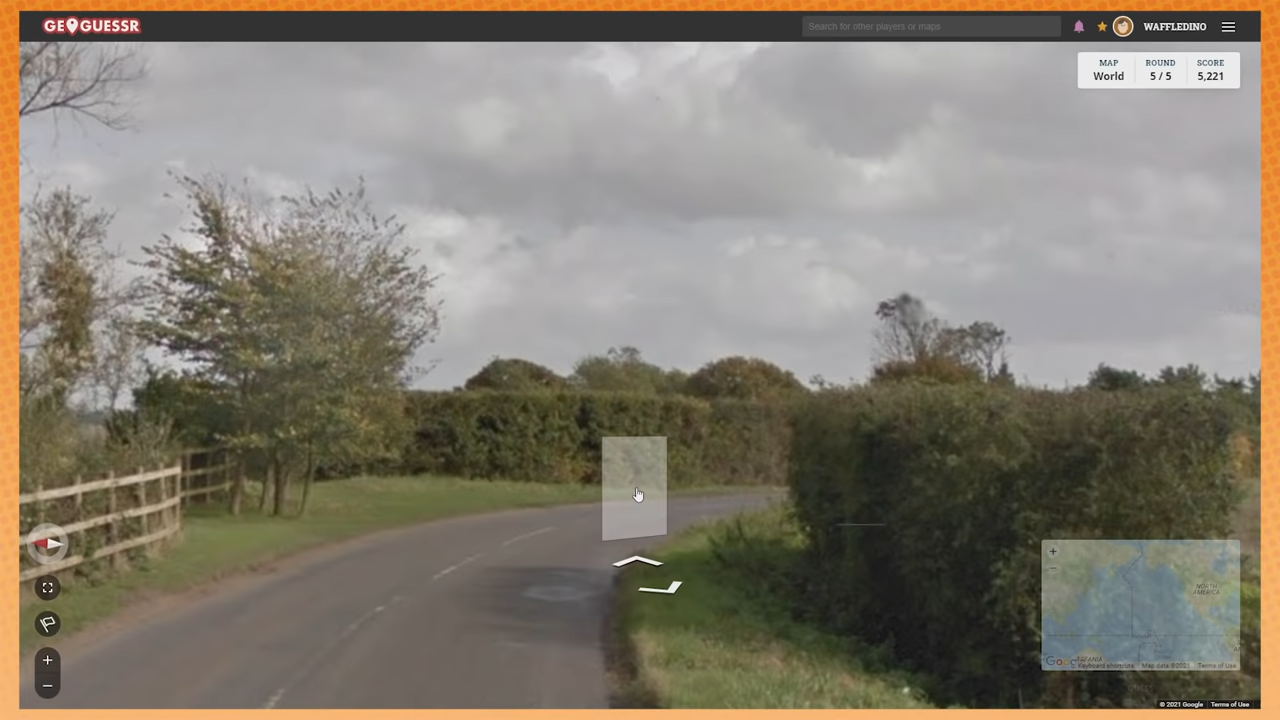 GEOGUESSR
Search for other players or maps
WAFFLEDINO
MAP ROUND SCORE
World 5 / 5 5,221
NORTH
AMERICA
Keyboard shortcuts Map data ©2021 Terms of Use
© 2021 Google Terms of Use